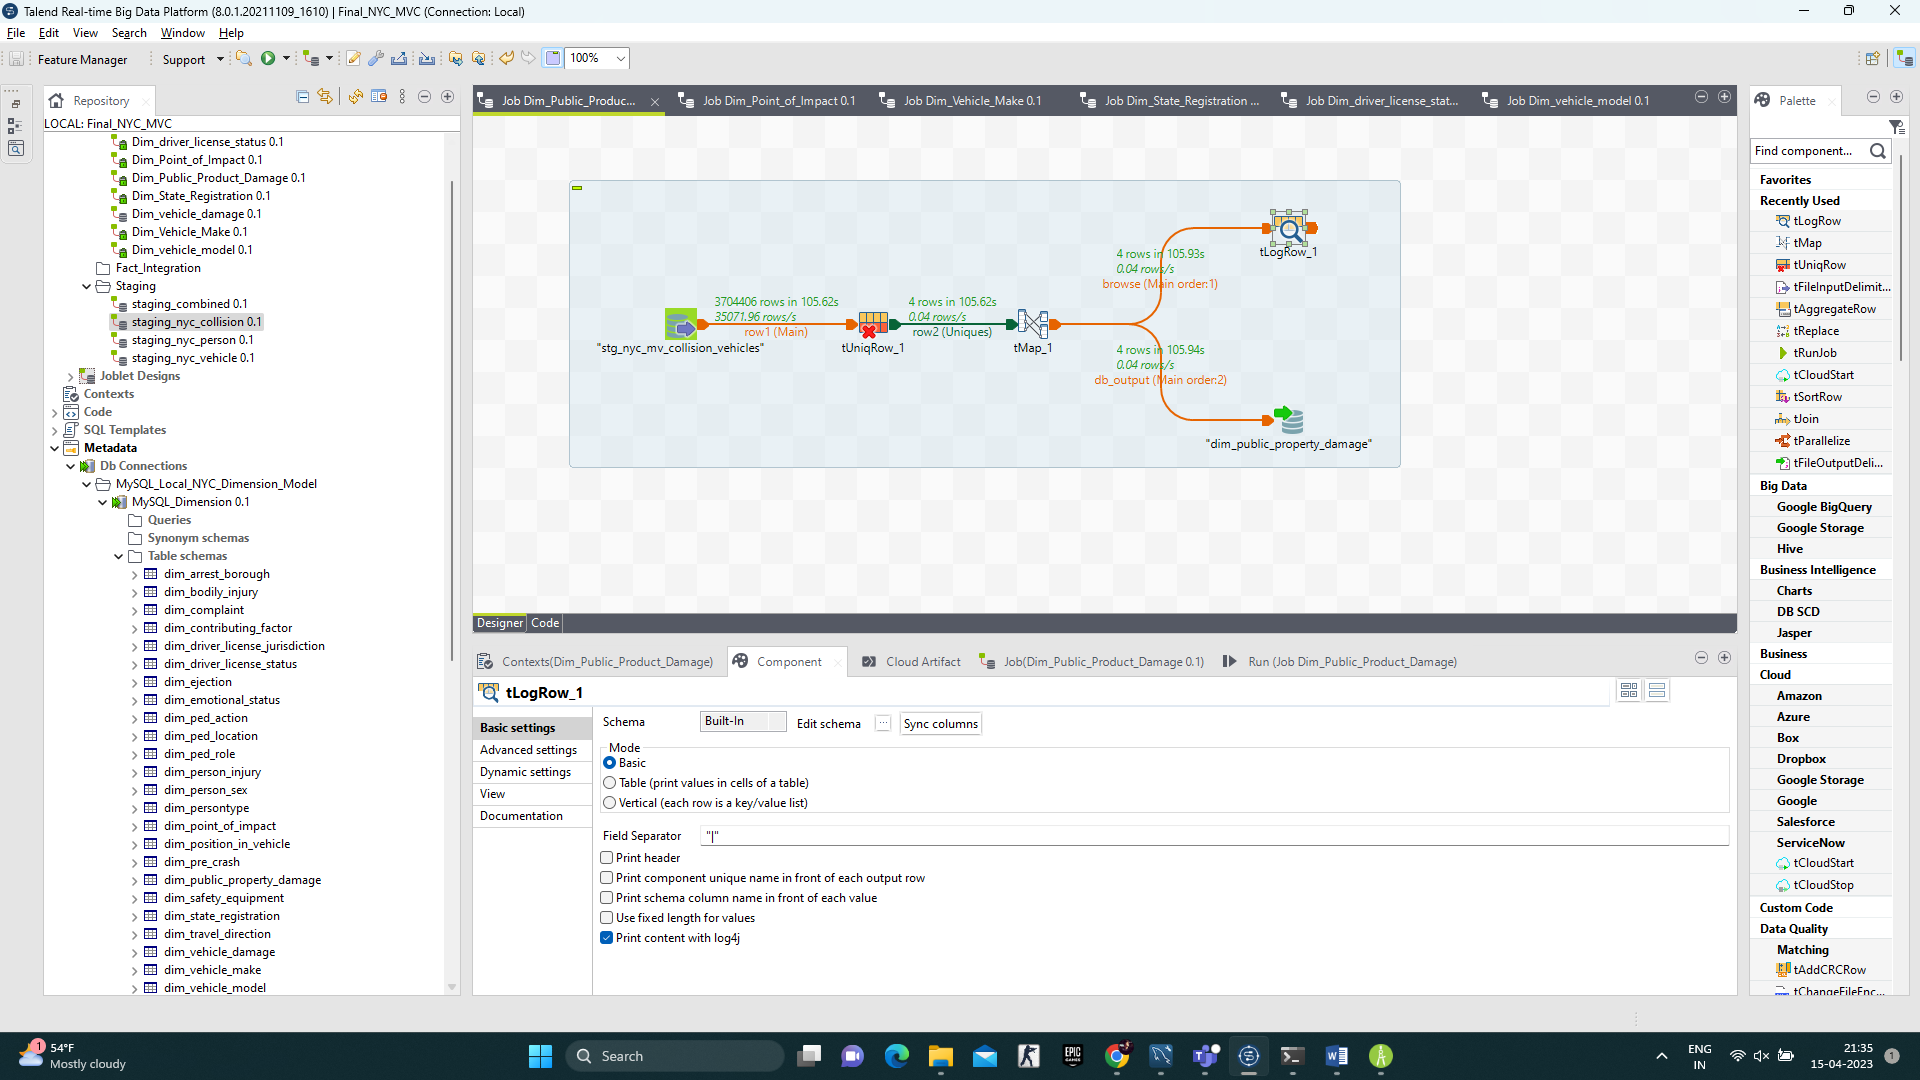 Talend Real-time Big Data Platform (8.0.1.20211109_1610) | Final_NYC_MVC (Connection: Local)
File Edit View Search Window Help
Feature Manager Support 100%
Repository
LOCAL: Final_NYC_MVC
Dim_driver_license_status 0.1
Dim_Point_of_Impact 0.1
Dim_Public_Product_Damage 0.1
Dim_State_Registration 0.1
Dim_vehicle_damage 0.1
Dim_Vehicle_Make 0.1
Dim_vehicle_model 0.1
Fact_Integration
Staging
staging_combined 0.1
staging_nyc_collision 0.1
staging_nyc_person 0.1
staging_nyc_vehicle 0.1
Joblet Designs
Contexts
Code
SQL Templates
Metadata
Db Connections
MySQL_Local_NYC_Dimension_Model
MySQL_Dimension 0.1
Queries
Synonym schemas
Table schemas
dim_arrest_borough
dim_bodily_injury
dim_complaint
dim_contributing_factor
dim_driver_license_jurisdiction
dim_driver_license_status
dim_ejection
dim_emotional_status
dim_ped_action
dim_ped_location
dim_ped_role
dim_person_injury
dim_person_sex
dim_persontype
dim_point_of_impact
dim_position_in_vehicle
dim_pre_crash
dim_public_property_damage
dim_safety_equipment
dim_state_registration
dim_travel_direction
dim_vehicle_damage
dim_vehicle_make
dim_vehicle_model
Job Dim_Public_Produc... Job Dim_Point_of_Impact 0.1 Job Dim_Vehicle_Make 0.1 Job Dim_State_Registration ... Job Dim_driver_license_stat... Job Dim_vehicle_model 0.1
tLogRow_1
4 rows in 105.93s
0.04 rows/s
browse (Main order:1)
3704406 rows in 105.62s
35071.96 rows/s
row1 (Main)
4 rows in 105.62s
0.04 rows/s
row2 (Uniques)
"stg_nyc_mv_collision_vehicles"
tUniqRow_1
tMap_1
4 rows in 105.94s
0.04 rows/s
db_output (Main order:2)
"dim_public_property_damage"
Designer Code
Contexts(Dim_Public_Product_Damage) Component Cloud Artifact Job(Dim_Public_Product_Damage 0.1) Run (Job Dim_Public_Product_Damage)
tLogRow_1
Basic settings
Advanced settings
Dynamic settings
View
Documentation
Schema Built-In Edit schema ... Sync columns
Mode
Basic
Table (print values in cells of a table)
Vertical (each row is a key/value list)
Field Separator "|"
Print header
Print component unique name in front of each output row
Print schema column name in front of each value
Use fixed length for values
Print content with log4j
Palette
Find component...
Favorites
Recently Used
tLogRow
tMap
tUniqRow
tFileInputDelimit...
tAggregateRow
tReplace
tRunJob
tCloudStart
tSortRow
tJoin
tParallelize
tFileOutputDeli...
Big Data
Google BigQuery
Google Storage
Hive
Business Intelligence
Charts
DB SCD
Jasper
Business
Cloud
Amazon
Azure
Box
Dropbox
Google Storage
Google
Salesforce
ServiceNow
tCloudStart
tCloudStop
Custom Code
Data Quality
Matching
tAddCRCRow
tChangeFileEnc...
1
54°F
Mostly cloudy
Search
EPIC
GAMES
ENG
IN
21:35
15-04-2023
1